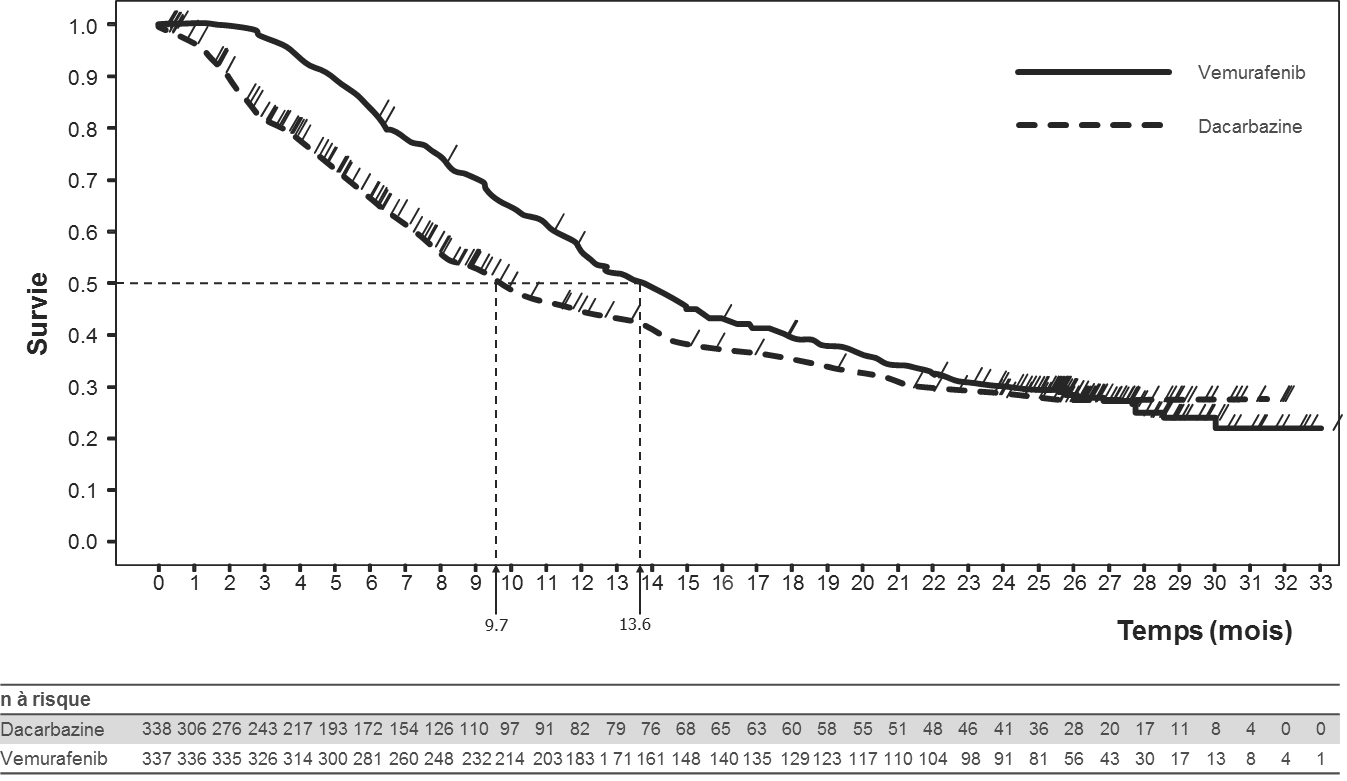 1.0
0.9
0.8
0.7
0.6
0.5
0.4
0.3
0.2
0.1
0.0
Survie
Vemurafenib
Dacarbazine
0 1 2 3 4 5 6 7 8 9 10 11 12 13 14 15 16 17 18 19 20 21 22 23 24 25 26 27 28 29 30 31 32 33
9.7 13.6
Temps (mois)
n à risque
Dacarbazine 338 306 276 243 217 193 172 154 126 110 97 91 82 79 76 68 65 63 60 58 55 51 48 46 41 36 28 20 17 11 8 4 0 0
Vemurafenib 337 336 335 326 314 300 281 260 248 232 214 203 183 1 71 161 148 140 135 129 123 117 110 104 98 91 81 56 43 30 17 13 8 4 1